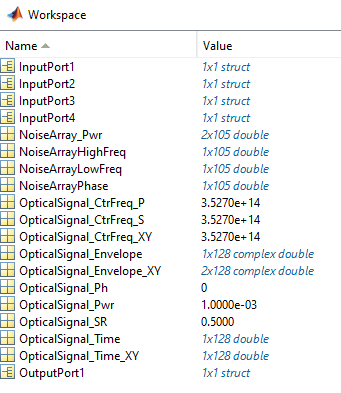 Workspace
Name Value
InputPort1 1x1 struct
InputPort2 1x1 struct
InputPort3 1x1 struct
InputPort4 1x1 struct
NoiseArray_Pwr 2x105 double
NoiseArrayHighFreq 1x105 double
NoiseArrayLowFreq 1x105 double
NoiseArrayPhase 1x105 double
OpticalSignal_CtrFreq_P 3.5270e+14
OpticalSignal_CtrFreq_S 3.5270e+14
OpticalSignal_CtrFreq_XY 3.5270e+14
OpticalSignal_Envelope 1x128 complex double
OpticalSignal_Envelope_XY 2x128 complex double
OpticalSignal_Ph 0
OpticalSignal_Pwr 1.0000e-03
OpticalSignal_SR 0.5000
OpticalSignal_Time 1x128 double
OpticalSignal_Time_XY 1x128 double
OutputPort1 1x1 struct